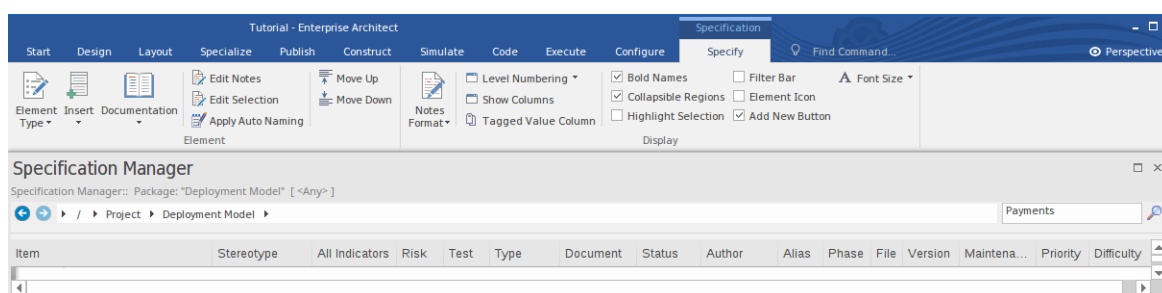 Tutorial - Enterprise Architect Specification
Start Design Layout Specialize Publish Construct Simulate Code Execute Configure Specify Find Command... Perspective
Edit Notes Move Up Level Numbering Bold Names Filter Bar A Font Size
Edit Selection Move Down Show Columns Collapsible Regions Element Icon
Element Insert Documentation Notes
Type Apply Auto Naming Format Tagged Value Column Highlight Selection Add New Button
Element Display
Specification Manager
Specification Manager:: Package: "Deployment Model" [ <Any> ]
/ Project Deployment Model Payments
Item Stereotype All Indicators Risk Test Type Document Status Author Alias Phase File Version Maintena... Priority Difficulty